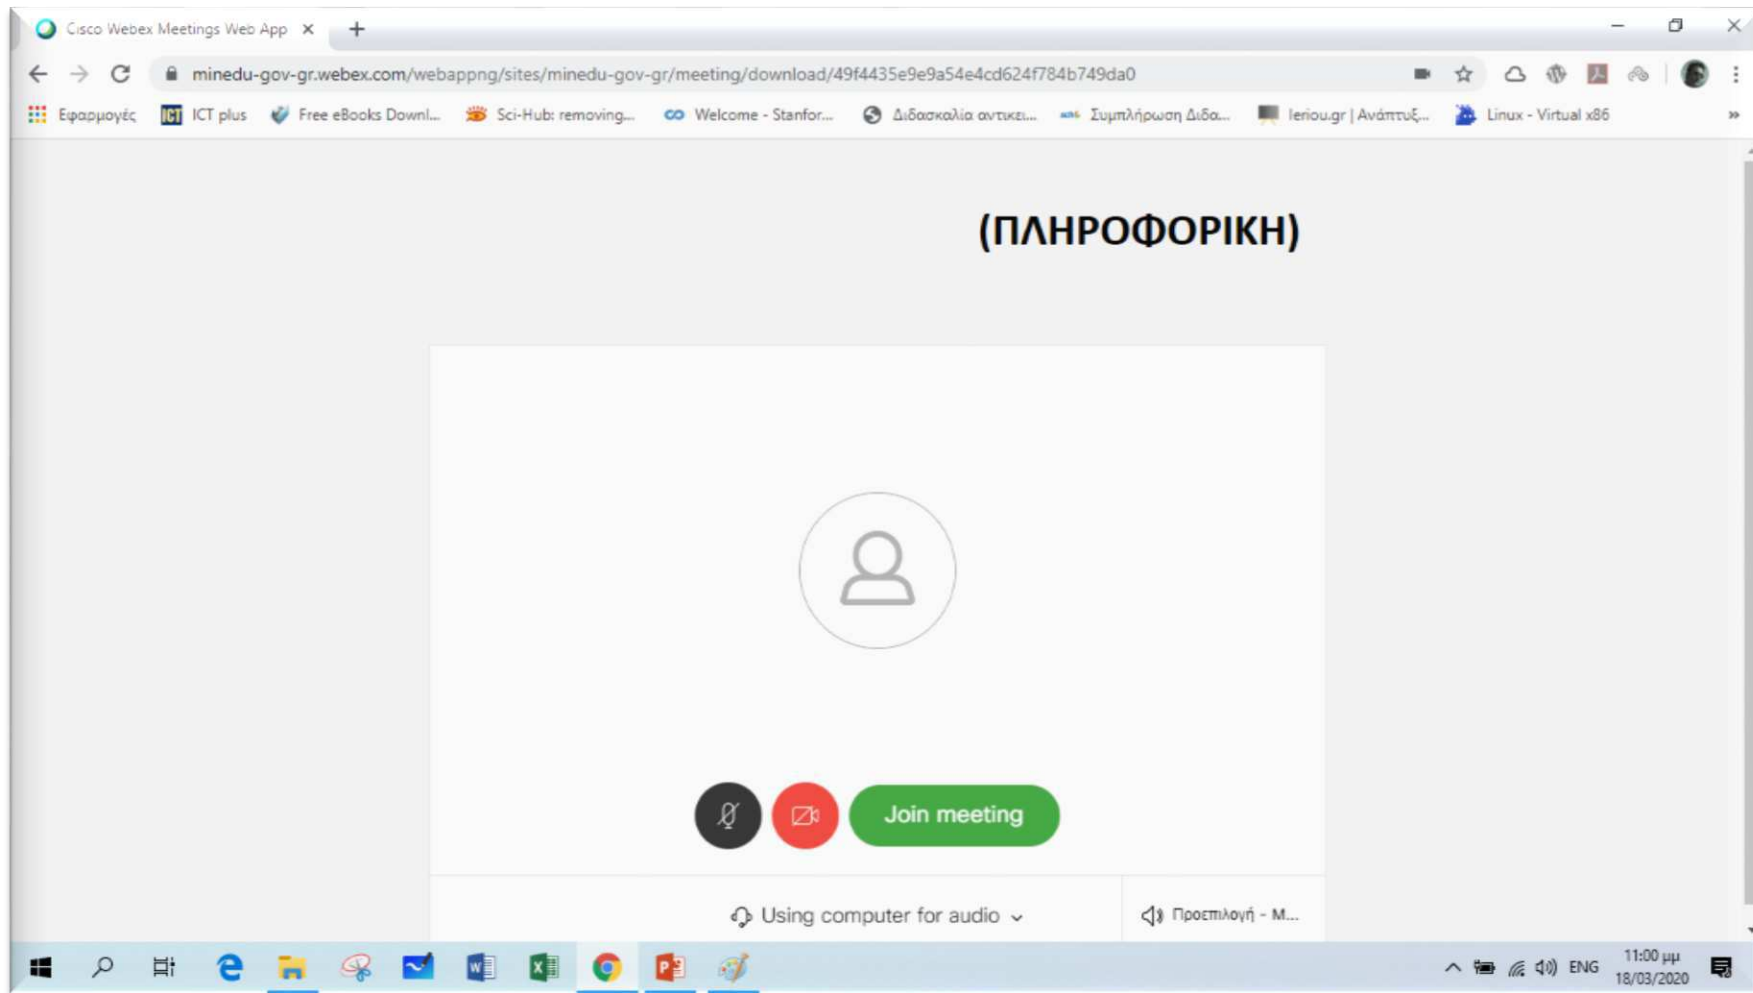 Cisco Webex Meetings Web App
minedu-gov-gr.webex.com/webappng/sites/minedu-gov-gr/meeting/download/49f4435e9e9a54e4cd624f784b749da0
Εφαρμογές ICT plus Free eBooks Downl... Sci-Hub: removing... Welcome - Stanfor... Διδασκαλία αντικει... Συμπλήρωση Διδα... Ieriou.gr | Ανάπτυξ... Linux - Virtual x86
(ΠΛΗΡΟΦΟΡΙΚΗ)
Join meeting
Using computer for audio Προεπιλογή - M...
ENG 11:00 μμ
18/03/2020